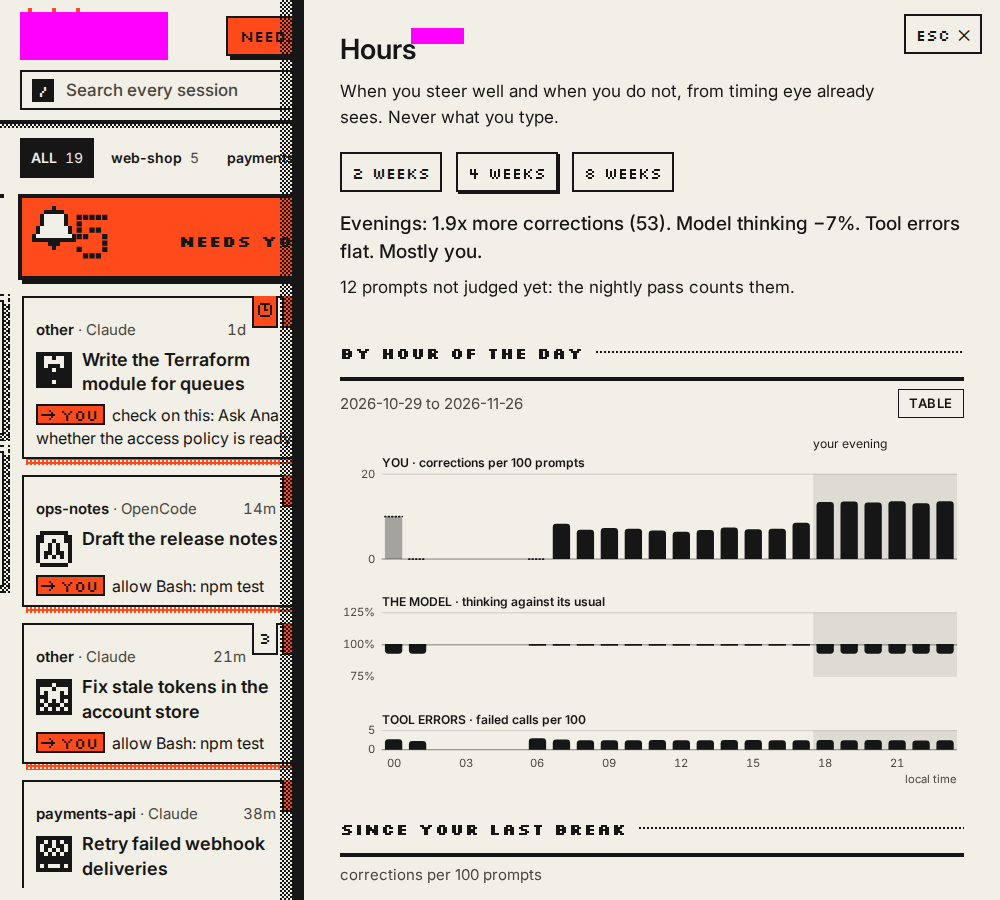 NEED
Search every session
ALL 19
web-shop 5
payment
5 NEEDS YO
other · Claude 1d
Write the Terraform
module for queues
→ YOU check on this: Ask Ana
whether the access policy is ready
ops-notes · OpenCode 14m
Draft the release notes
→ YOU allow Bash: npm test
3
other · Claude 21m
Fix stale tokens in the
account store
→ YOU allow Bash: npm test
payments-api · Claude 38m
Retry failed webhook
deliveries
Hours
ESC ×
When you steer well and when you do not, from timing eye already
sees. Never what you type.
2 WEEKS
4 WEEKS
8 WEEKS
Evenings: 1.9x more corrections (53). Model thinking −7%. Tool errors
flat. Mostly you.
12 prompts not judged yet: the nightly pass counts them.
BY HOUR OF THE DAY
2026-10-29 to 2026-11-26
TABLE
your evening
YOU · corrections per 100 prompts
20
0
THE MODEL · thinking against its usual
125%
100%
75%
TOOL ERRORS · failed calls per 100
5
0
00 03 06 09 12 15 18 21
local time
SINCE YOUR LAST BREAK
corrections per 100 prompts